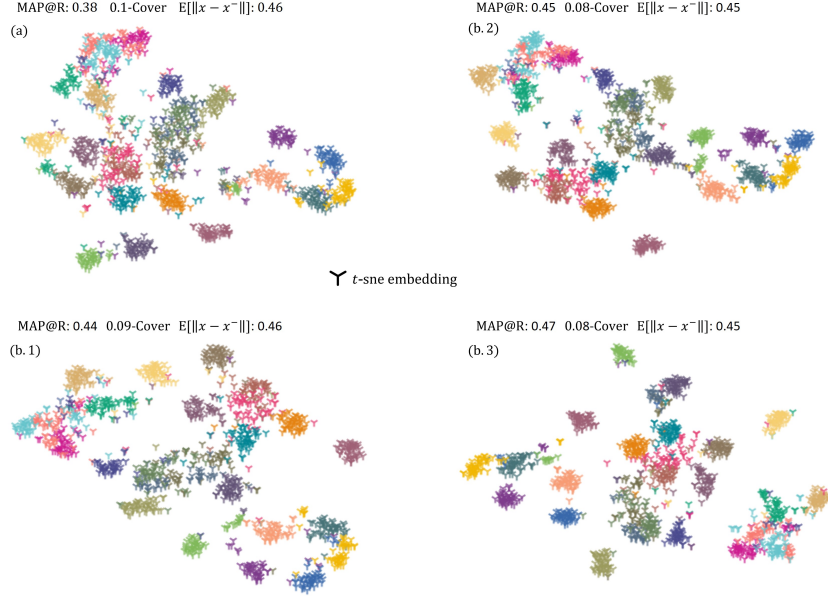 MAP@R: 0.38 0.1-Cover E[‖x − x⁻‖]: 0.46
(a)
MAP@R: 0.45 0.08-Cover E[‖x − x⁻‖]: 0.45
(b. 2)
t-sne embedding
MAP@R: 0.44 0.09-Cover E[‖x − x⁻‖]: 0.46
(b. 1)
MAP@R: 0.47 0.08-Cover E[‖x − x⁻‖]: 0.45
(b. 3)